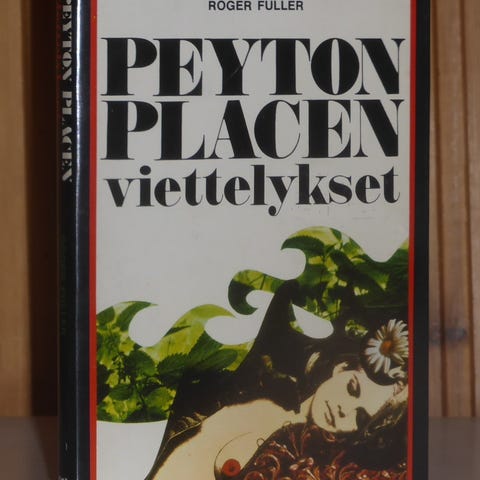 ROGER FULLER
PEYTON
PLACEN
viettelykset
PEYTON PLACEN